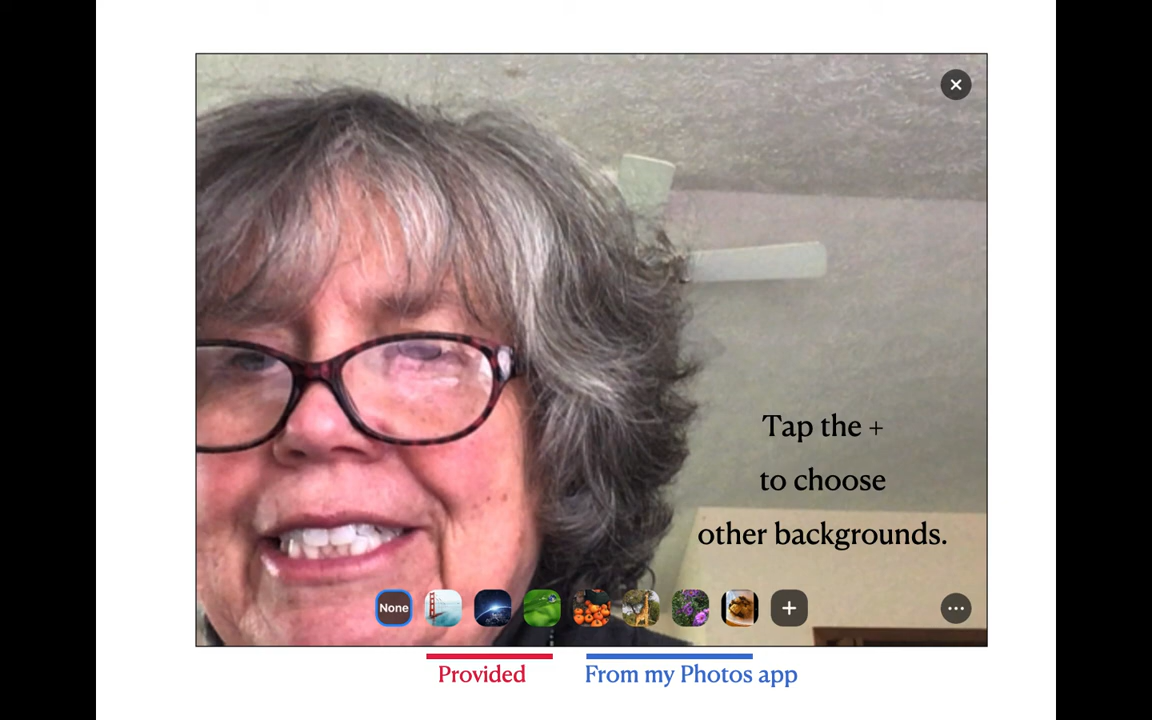 Tap the +
to choose
other backgrounds.
None
Provided
From my Photos app